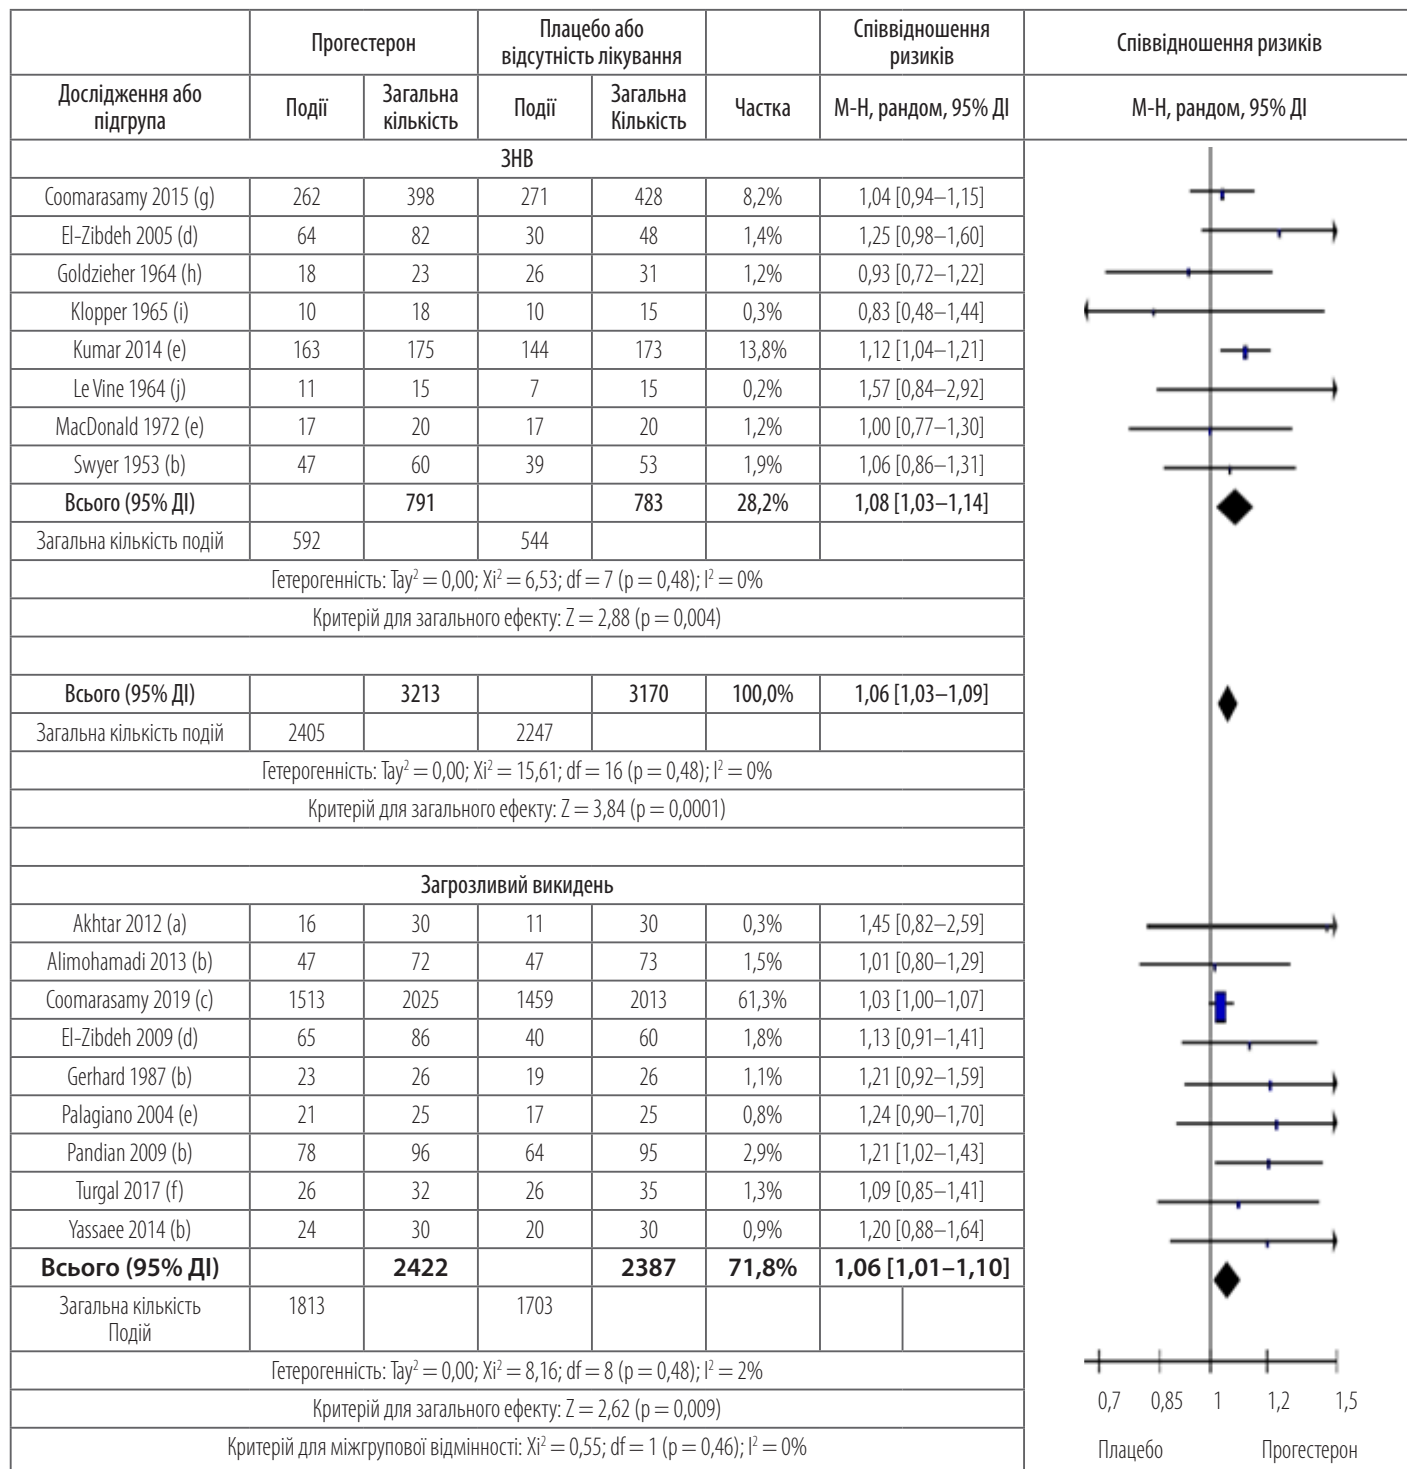 Прогестерон Плацебо або відсутність лікування Співвідношення ризиків Співвідношення ризиків
Дослідження або підгрупа Події Загальна кількість Події Загальна Кількість Частка М-Н, рандом, 95% ДІ М-Н, рандом, 95% ДІ
ЗНВ
Coomarasamy 2015 (g) 262 398 271 428 8,2% 1,04 [0,94–1,15]
El-Zibdeh 2005 (d) 64 82 30 48 1,4% 1,25 [0,98–1,60]
Goldzieher 1964 (h) 18 23 26 31 1,2% 0,93 [0,72–1,22]
Klopper 1965 (i) 10 18 10 15 0,3% 0,83 [0,48–1,44]
Kumar 2014 (e) 163 175 144 173 13,8% 1,12 [1,04–1,21]
Le Vine 1964 (j) 11 15 7 15 0,2% 1,57 [0,84–2,92]
MacDonald 1972 (e) 17 20 17 20 1,2% 1,00 [0,77–1,30]
Swyer 1953 (b) 47 60 39 53 1,9% 1,06 [0,86–1,31]
Всього (95% ДІ) 791 783 28,2% 1,08 [1,03–1,14]
Загальна кількість подій 592 544
Гетерогенність: Tay² = 0,00; Xi² = 6,53; df = 7 (p = 0,48); I² = 0%
Критерій для загального ефекту: Z = 2,88 (p = 0,004)
Всього (95% ДІ) 3213 3170 100,0% 1,06 [1,03–1,09]
Загальна кількість подій 2405 2247
Гетерогенність: Tay² = 0,00; Xi² = 15,61; df = 16 (p = 0,48); I² = 0%
Критерій для загального ефекту: Z = 3,84 (p = 0,0001)
Загрозливий викидень
Akhtar 2012 (a) 16 30 11 30 0,3% 1,45 [0,82–2,59]
Alimohamadi 2013 (b) 47 72 47 73 1,5% 1,01 [0,80–1,29]
Coomarasamy 2019 (c) 1513 2025 1459 2013 61,3% 1,03 [1,00–1,07]
El-Zibdeh 2009 (d) 65 86 40 60 1,8% 1,13 [0,91–1,41]
Gerhard 1987 (b) 23 26 19 26 1,1% 1,21 [0,92–1,59]
Palagiano 2004 (e) 21 25 17 25 0,8% 1,24 [0,90–1,70]
Pandian 2009 (b) 78 96 64 95 2,9% 1,21 [1,02–1,43]
Turgal 2017 (f) 26 32 26 35 1,3% 1,09 [0,85–1,41]
Yassaee 2014 (b) 24 30 20 30 0,9% 1,20 [0,88–1,64]
Всього (95% ДІ) 2422 2387 71,8% 1,06 [1,01–1,10]
Загальна кількість Подій 1813 1703
Гетерогенність: Tay² = 0,00; Xi² = 8,16; df = 8 (p = 0,48); I² = 2%
Критерій для загального ефекту: Z = 2,62 (p = 0,009)
Критерій для міжгрупової відмінності: Xi² = 0,55; df = 1 (p = 0,46); I² = 0%
0,7 0,85 1 1,2 1,5
Плацебо Прогестерон